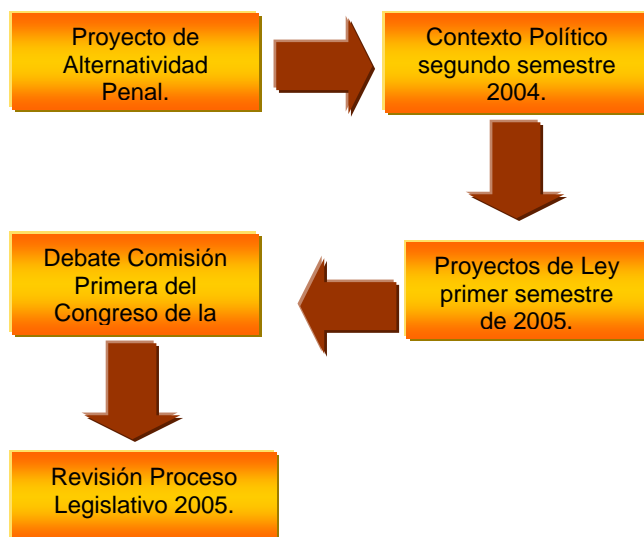 Proyecto de
Alternatividad
Penal.
Contexto Político
segundo semestre
2004.
Proyectos de Ley
primer semestre
de 2005.
Debate Comisión
Primera del
Congreso de la
Revisión Proceso
Legislativo 2005.